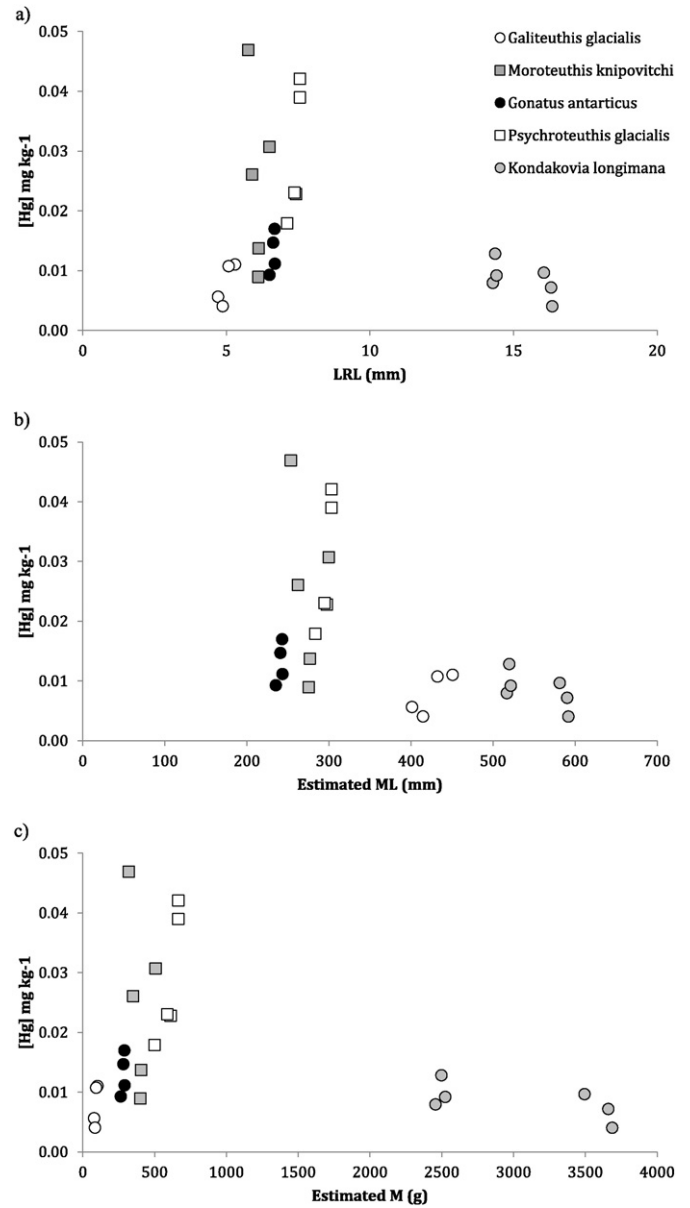 a)
0.05
0.04
0.03
0.02
0.01
0.00
[Hg] mg kg-1
0 5 10 15 20
LRL (mm)
Galiteuthis glacialis
Moroteuthis knipovitchi
Gonatus antarticus
Psychroteuthis glacialis
Kondakovia longimana
b)
0.05
0.04
0.03
0.02
0.01
0.00
[Hg] mg kg-1
0 100 200 300 400 500 600 700
Estimated ML (mm)
c)
0.05
0.04
0.03
0.02
0.01
0.00
[Hg] mg kg-1
0 500 1000 1500 2000 2500 3000 3500 4000
Estimated M (g)